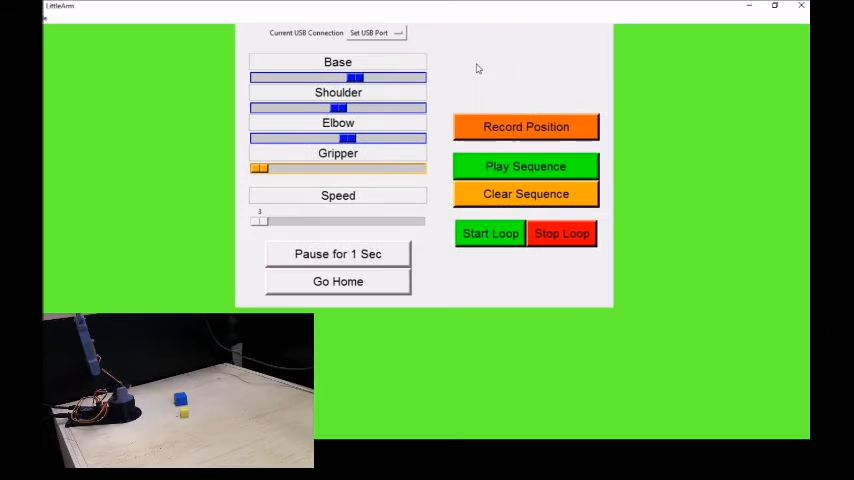 LittleArm
e
Current USB Connection Set USB Port
Base
Shoulder
Elbow
Gripper
Speed
3
Pause for 1 Sec
Go Home
Record Position
Play Sequence
Clear Sequence
Start Loop Stop Loop